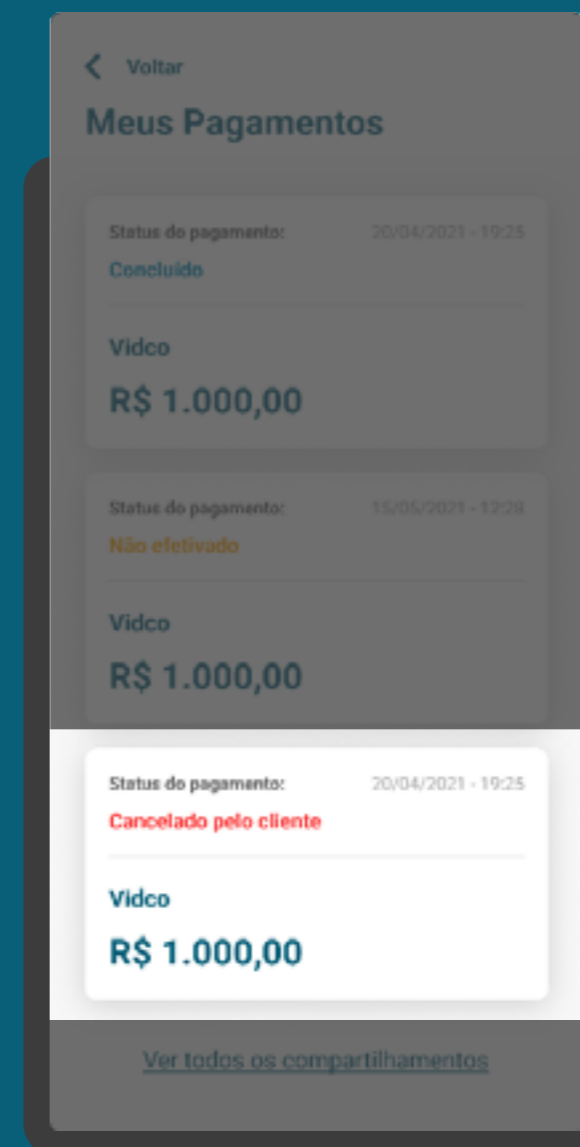 Voltar
Meus Pagamentos
Status do pagamento: 20/04/2021 - 19:25
Concluído
Vidco
R$ 1.000,00
Status do pagamento: 15/05/2021 - 12:28
Não efetivado
Vidco
R$ 1.000,00
Status do pagamento: 20/04/2021 - 19:25
Cancelado pelo cliente
Vidco
R$ 1.000,00
Ver todos os compartilhamentos